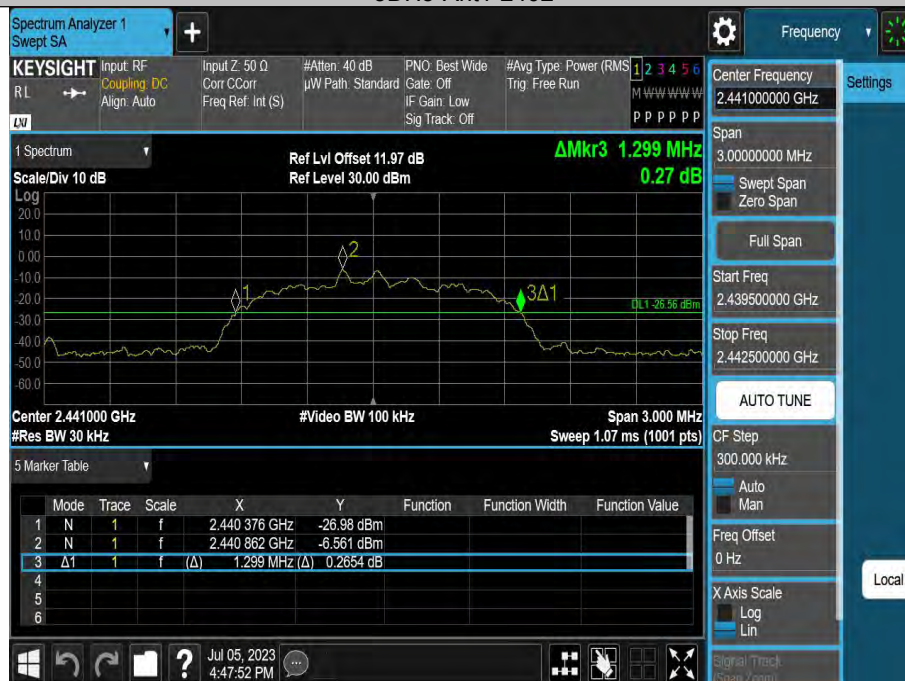 Spectrum Analyzer 1
Swept SA
+
Frequency
KEYSIGHT
RL
LXI
Input: RF
Coupling: DC
Align: Auto
Input Z: 50 Ω
Corr CCorr
Freq Ref: Int (S)
#Atten: 40 dB
µW Path: Standard
PNO: Best Wide
Gate: Off
IF Gain: Low
Sig Track: Off
#Avg Type: Power (RMS
Trig: Free Run
1 2 3 4 5 6
M W W W W W
P P P P P P
1 Spectrum
Scale/Div 10 dB
Ref Lvl Offset 11.97 dB
Ref Level 30.00 dBm
ΔMkr3 1.299 MHz
0.27 dB
Log
20.0
10.0
0.00
-10.0
-20.0
-30.0
-40.0
-50.0
-60.0
1
2
3Δ1
DL1 -26.56 dBm
Center 2.441000 GHz
#Video BW 100 kHz
Span 3.000 MHz
#Res BW 30 kHz
Sweep 1.07 ms (1001 pts)
5 Marker Table
Mode Trace Scale X Y Function Function Width Function Value
1 N 1 f 2.440 376 GHz -26.98 dBm
2 N 1 f 2.440 862 GHz -6.561 dBm
3 Δ1 1 f (Δ) 1.299 MHz (Δ) 0.2654 dB
4
5
6
?
Jul 05, 2023
4:47:52 PM
Center Frequency
2.441000000 GHz
Settings
Span
3.00000000 MHz
Swept Span
Zero Span
Full Span
Start Freq
2.439500000 GHz
Stop Freq
2.442500000 GHz
AUTO TUNE
CF Step
300.000 kHz
Auto
Man
Freq Offset
0 Hz
Local
X Axis Scale
Log
Lin
Signal Track
(Span Zoom)